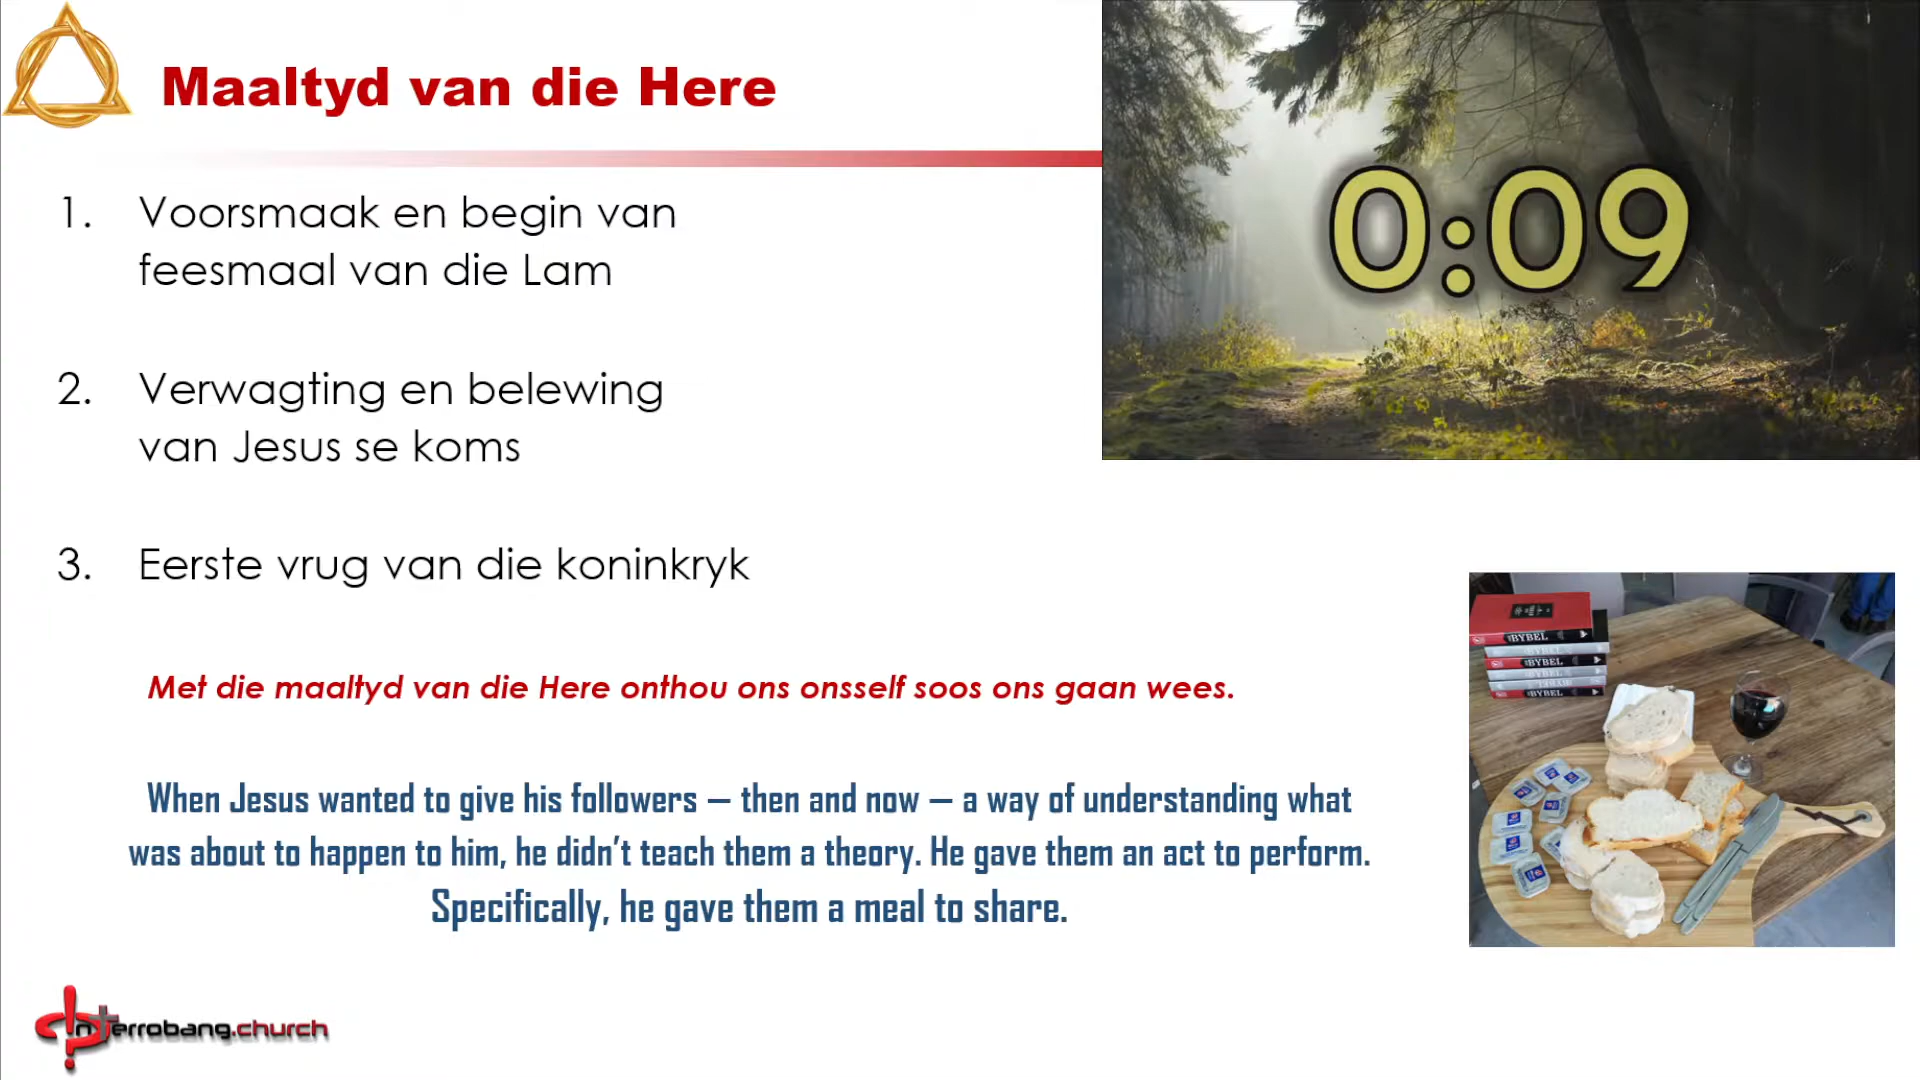 Maaltyd van die Here
0:09
1. Voorsmaak en begin van
feesmaal van die Lam
2. Verwagting en belewing
van Jesus se koms
3. Eerste vrug van die koninkryk
Met die maaltyd van die Here onthou ons onsself soos ons gaan wees.
When Jesus wanted to give his followers — then and now — a way of understanding what
was about to happen to him, he didn't teach them a theory. He gave them an act to perform.
Specifically, he gave them a meal to share.
BYBEL
BYBEL
BYBEL
BYBEL
Interrobang.church